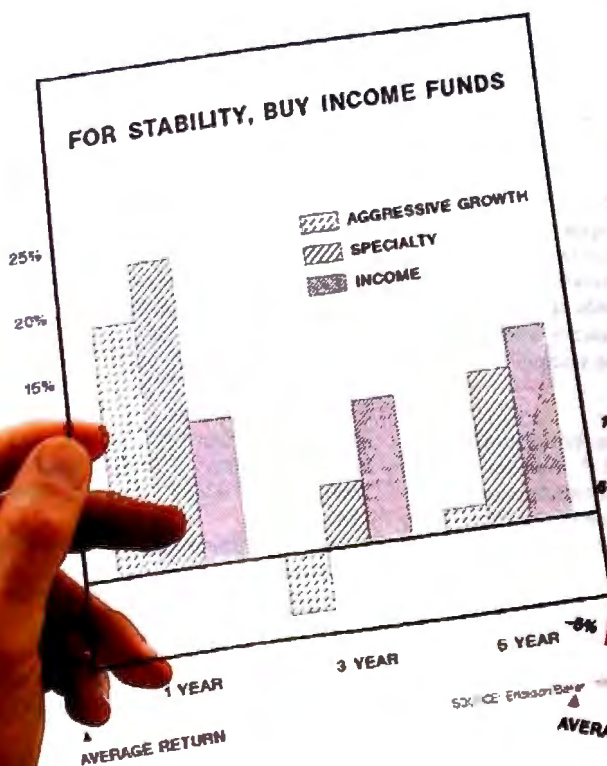 FOR STABILITY, BUY INCOME FUNDS
AGGRESSIVE GROWTH
SPECIALTY
INCOME
25%
20%
15%
1 YEAR
3 YEAR
5 YEAR
AVERAGE RETURN